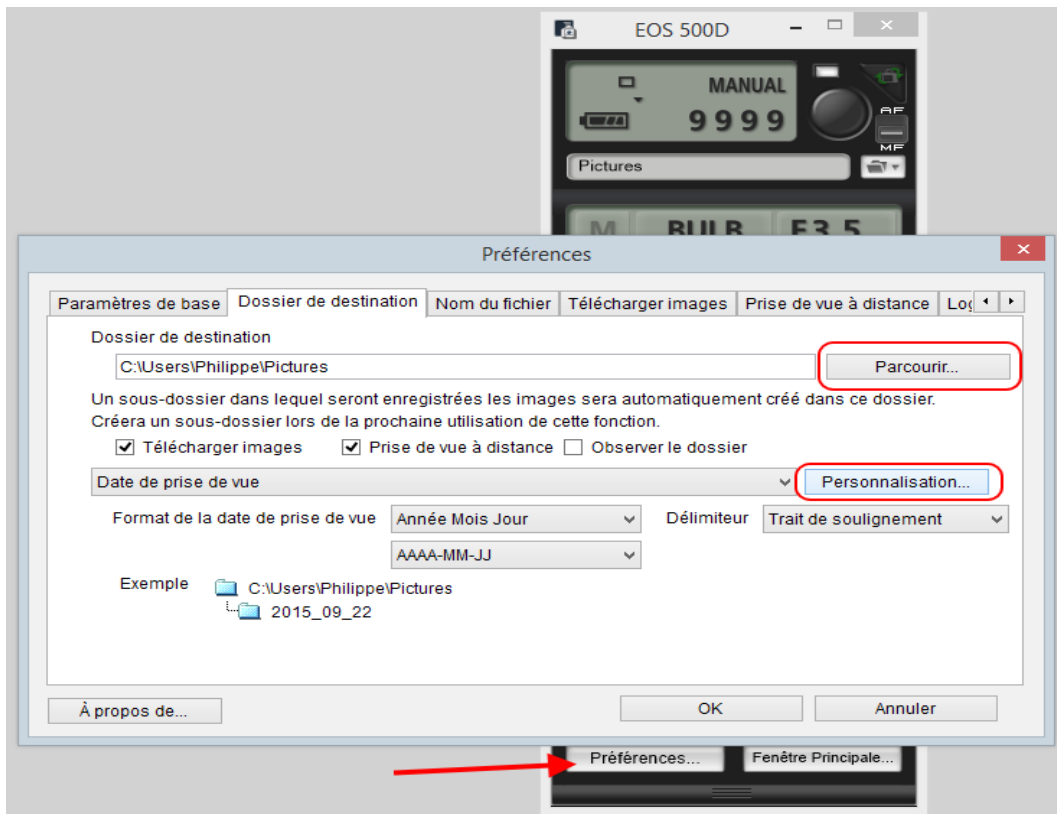 EOS 500D
MANUAL
9999
AF
MF
Pictures
M BULB F3.5
Préférences
Paramètres de base Dossier de destination Nom du fichier Télécharger images Prise de vue à distance Log
Dossier de destination
C:\Users\Philippe\Pictures Parcourir...
Un sous-dossier dans lequel seront enregistrées les images sera automatiquement créé dans ce dossier.
Créera un sous-dossier lors de la prochaine utilisation de cette fonction.
Télécharger images Prise de vue à distance Observer le dossier
Date de prise de vue Personnalisation...
Format de la date de prise de vue Année Mois Jour Délimiteur Trait de soulignement
AAAA-MM-JJ
Exemple C:\Users\Philippe\Pictures
2015_09_22
À propos de... OK Annuler
Préférences... Fenêtre Principale...